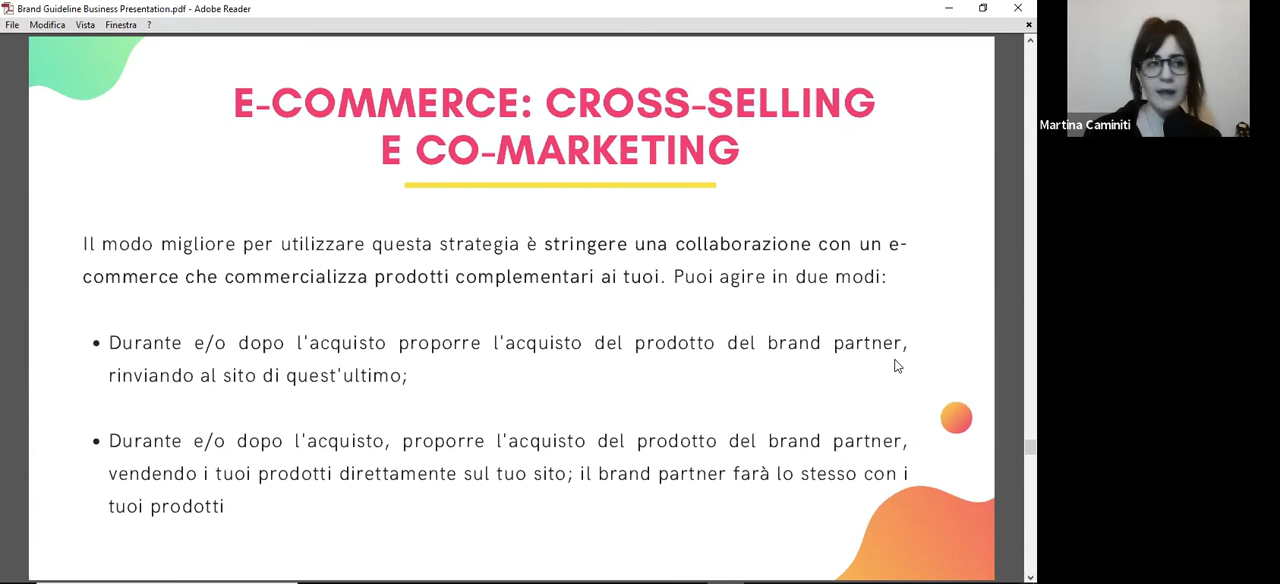 Brand Guideline Business Presentation.pdf - Adobe Reader
File Modifica Vista Finestra ?
E-COMMERCE: CROSS-SELLING
E CO-MARKETING
Il modo migliore per utilizzare questa strategia è stringere una collaborazione con un e-
commerce che commercializza prodotti complementari ai tuoi. Puoi agire in due modi:
• Durante e/o dopo l'acquisto proporre l'acquisto del prodotto del brand partner,
rinviando al sito di quest'ultimo;
• Durante e/o dopo l'acquisto, proporre l'acquisto del prodotto del brand partner,
vendendo i tuoi prodotti direttamente sul tuo sito; il brand partner farà lo stesso con i
tuoi prodotti
Martina Caminiti